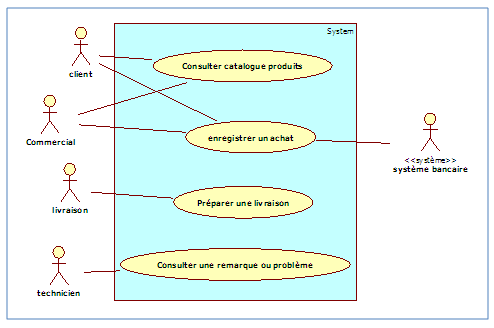 System
client
Consulter catalogue produits
Commercial
enregistrer un achat
<<système>>
système bancaire
livraison
Préparer une livraison
technicien
Consulter une remarque ou problème